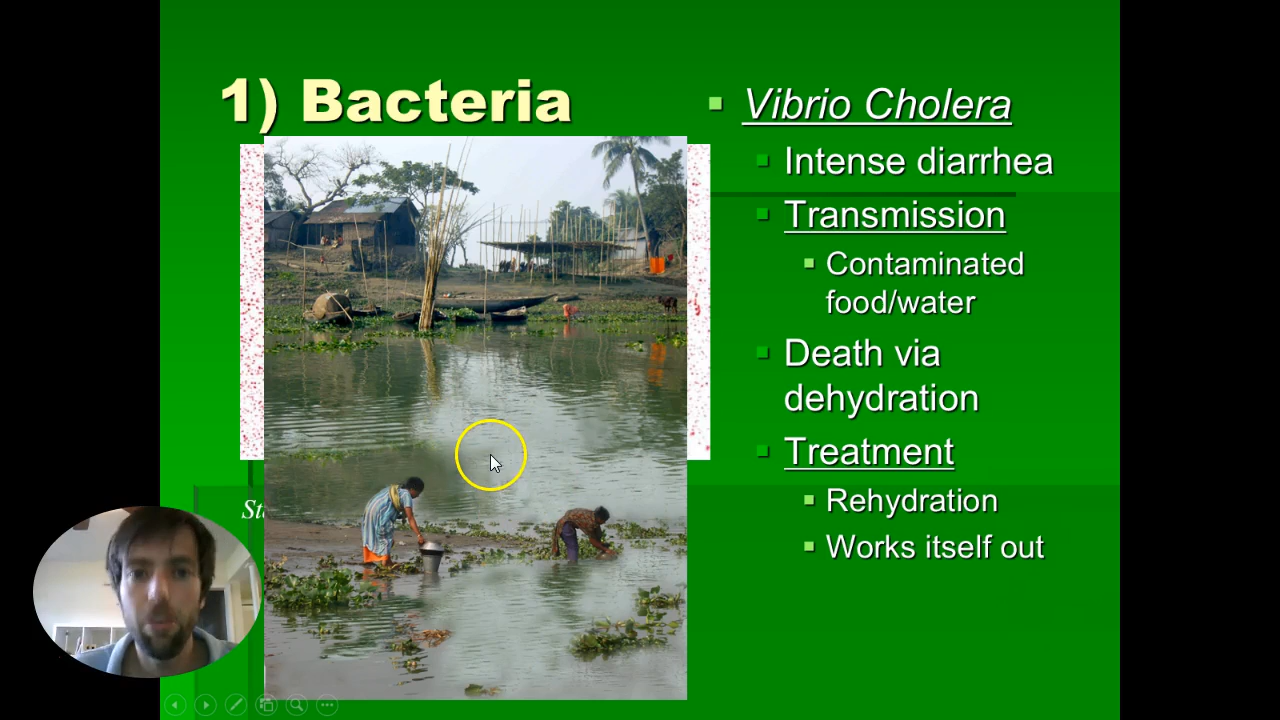 1) Bacteria
Vibrio Cholera
Intense diarrhea
Transmission
Contaminated
food/water
Death via
dehydration
Treatment
Rehydration
Works itself out